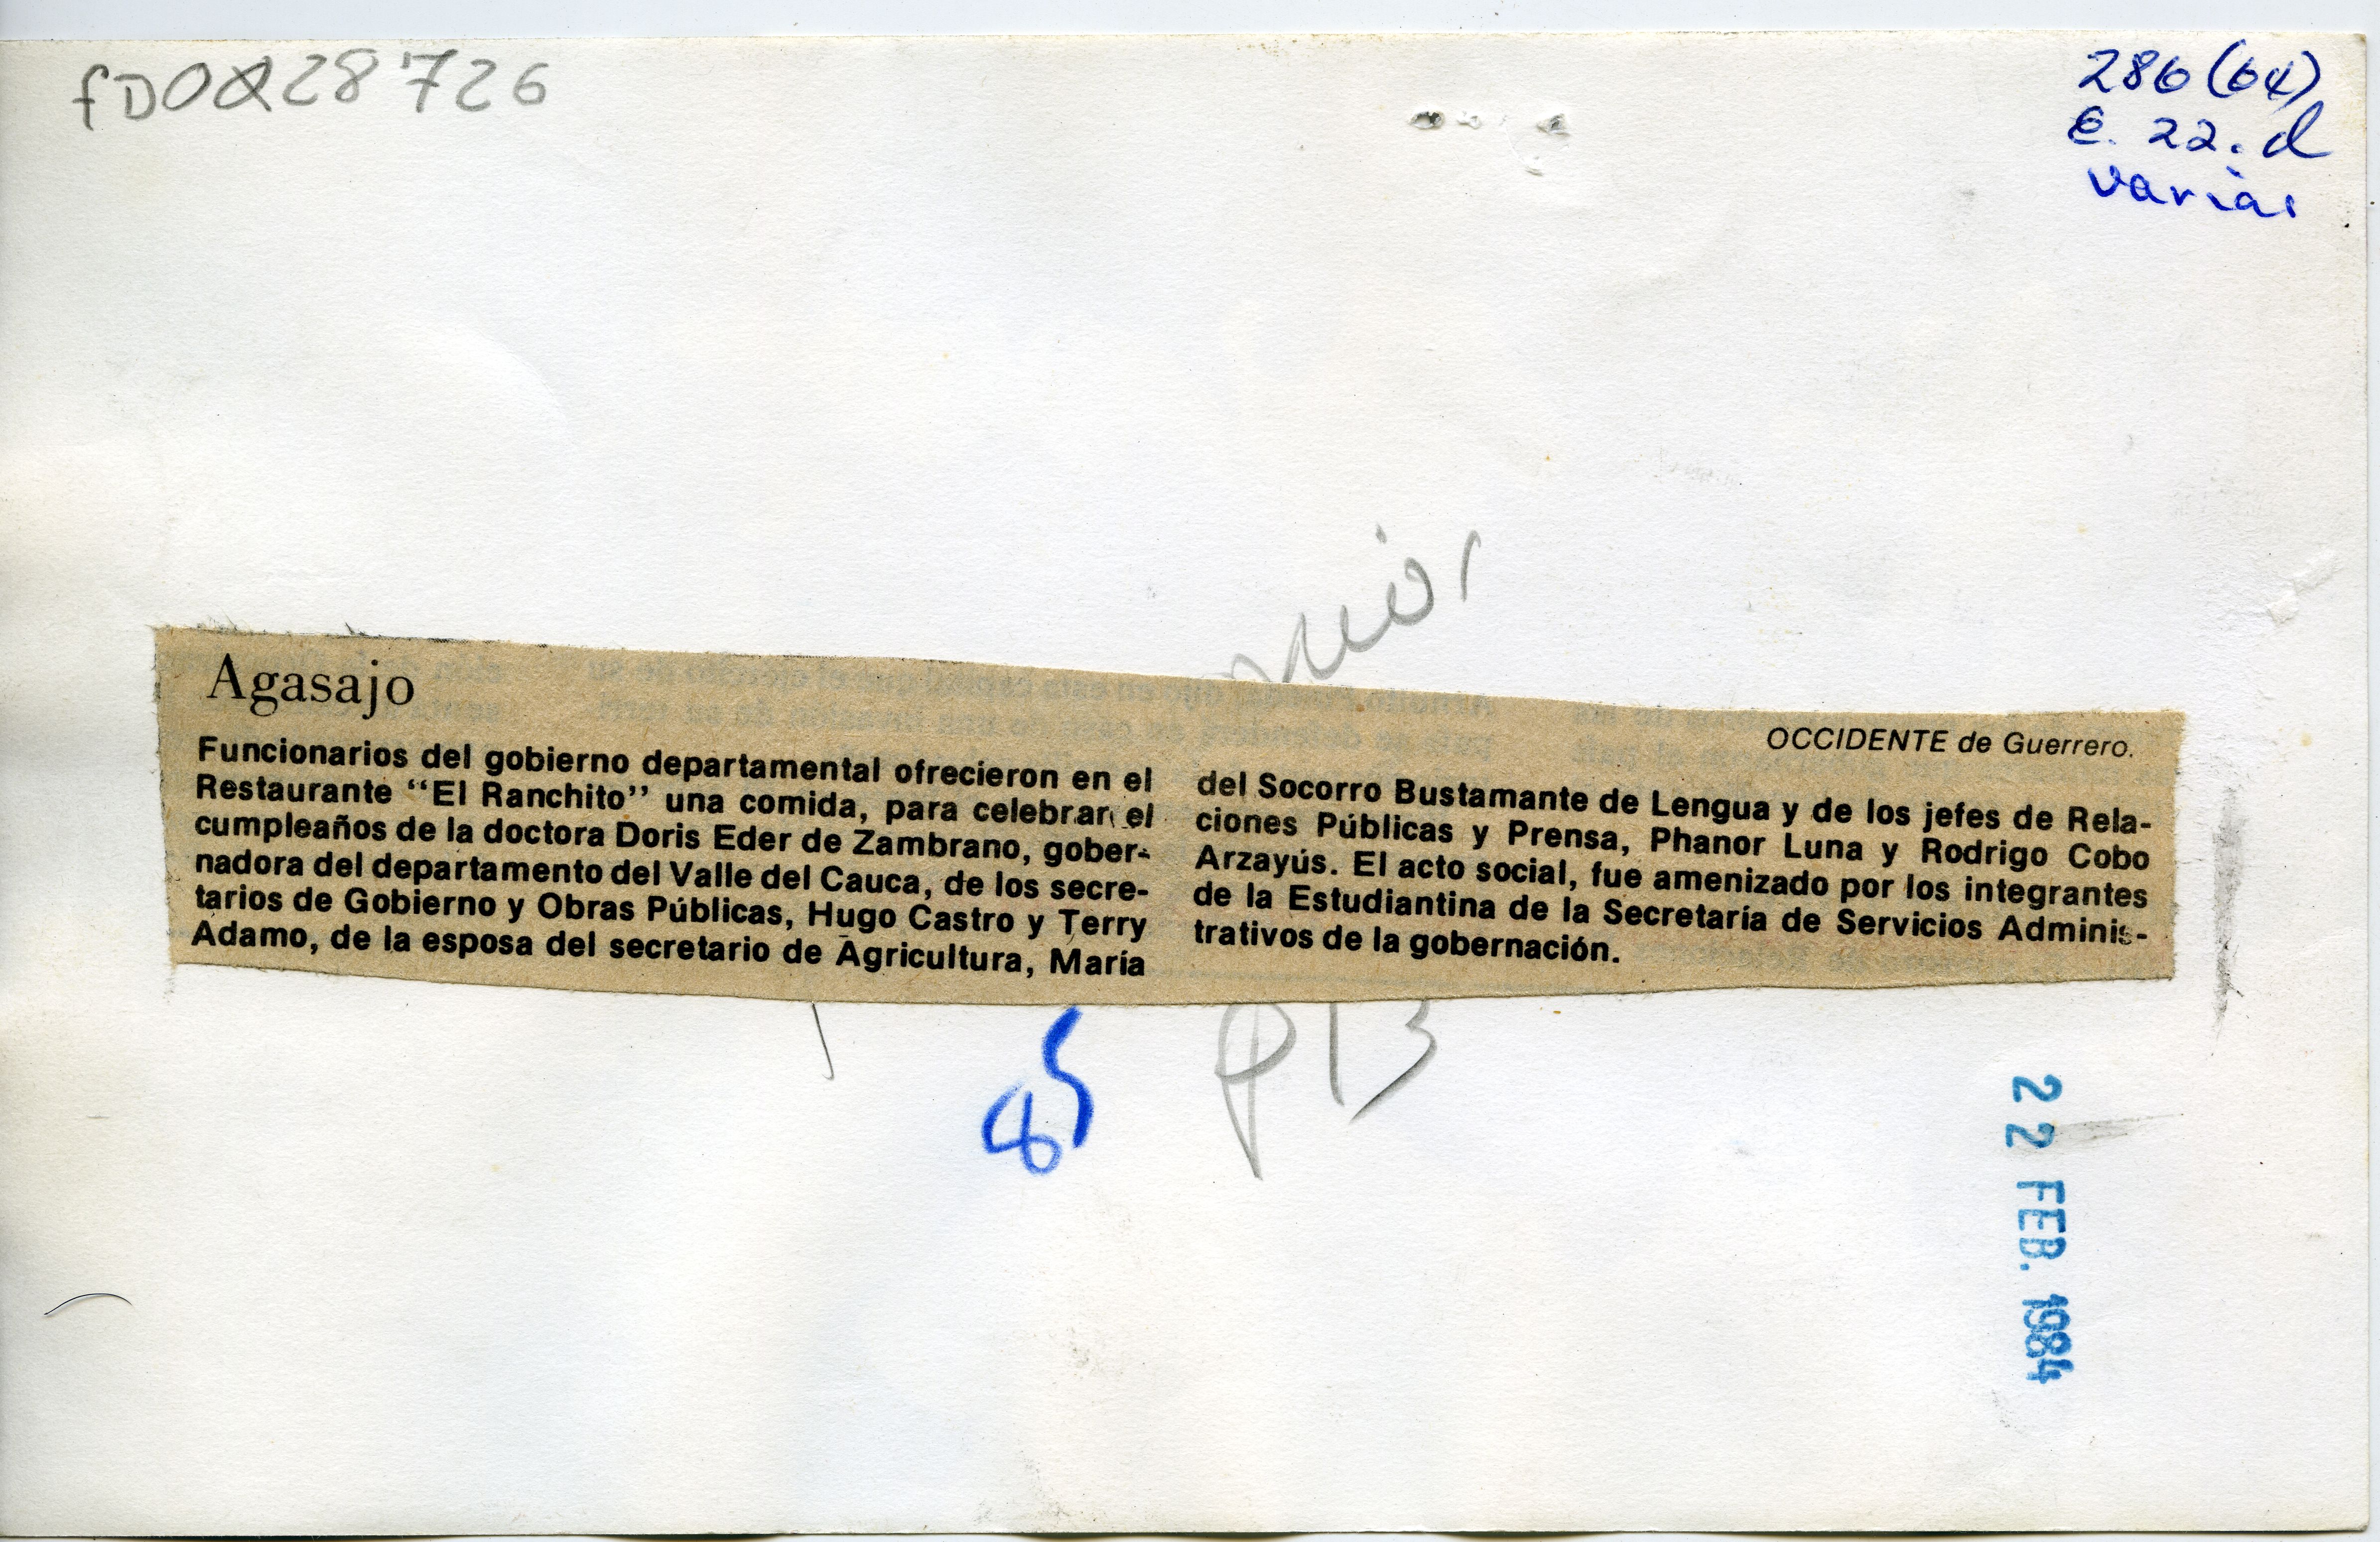 286 (64)
e. 22. d
varias
Agasajo
OCCIDENTE de Guerrero.
Funcionarios del gobierno departamental ofrecieron en el
Restaurante "El Ranchito" una comida, para celebrar el
cumpleaños de la doctora Doris Eder de Zambrano, gober-
nadora del departamento del Valle del Cauca, de los secre-
tarios de Gobierno y Obras Públicas, Hugo Castro y Terry
Adamo, de la esposa del secretario de Agricultura, María
del Socorro Bustamante de Lengua y de los jefes de Rela-
ciones Públicas y Prensa, Phanor Luna y Rodrigo Cobo
Arzayús. El acto social, fue amenizado por los integrantes
de la Estudiantina de la Secretaría de Servicios Adminis-
trativos de la gobernación.
P13
22 FEB. 1984